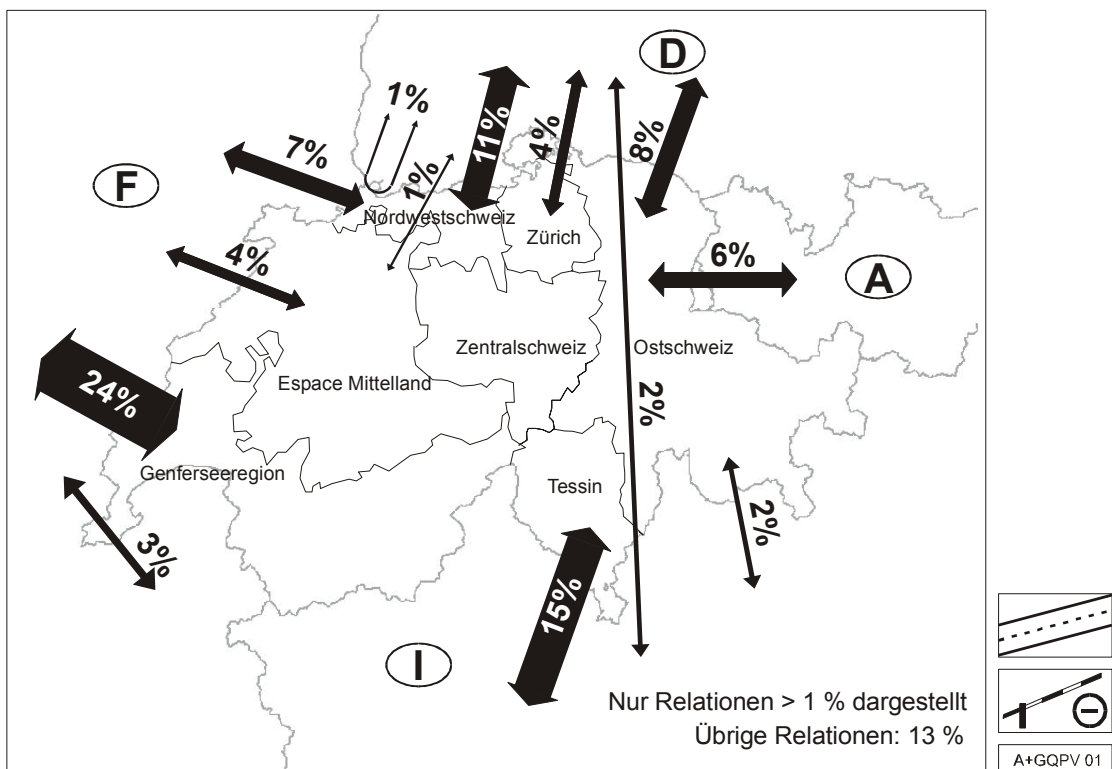 D
1%
11%
4%
8%
7%
1%
F
Nordwestschweiz
Zürich
4%
6%
A
Zentralschweiz
Ostschweiz
24%
Espace Mittelland
2%
Genferseeregion
Tessin
2%
3%
15%
I
Nur Relationen > 1 % dargestellt
Übrige Relationen: 13 %
A+GQPV 01